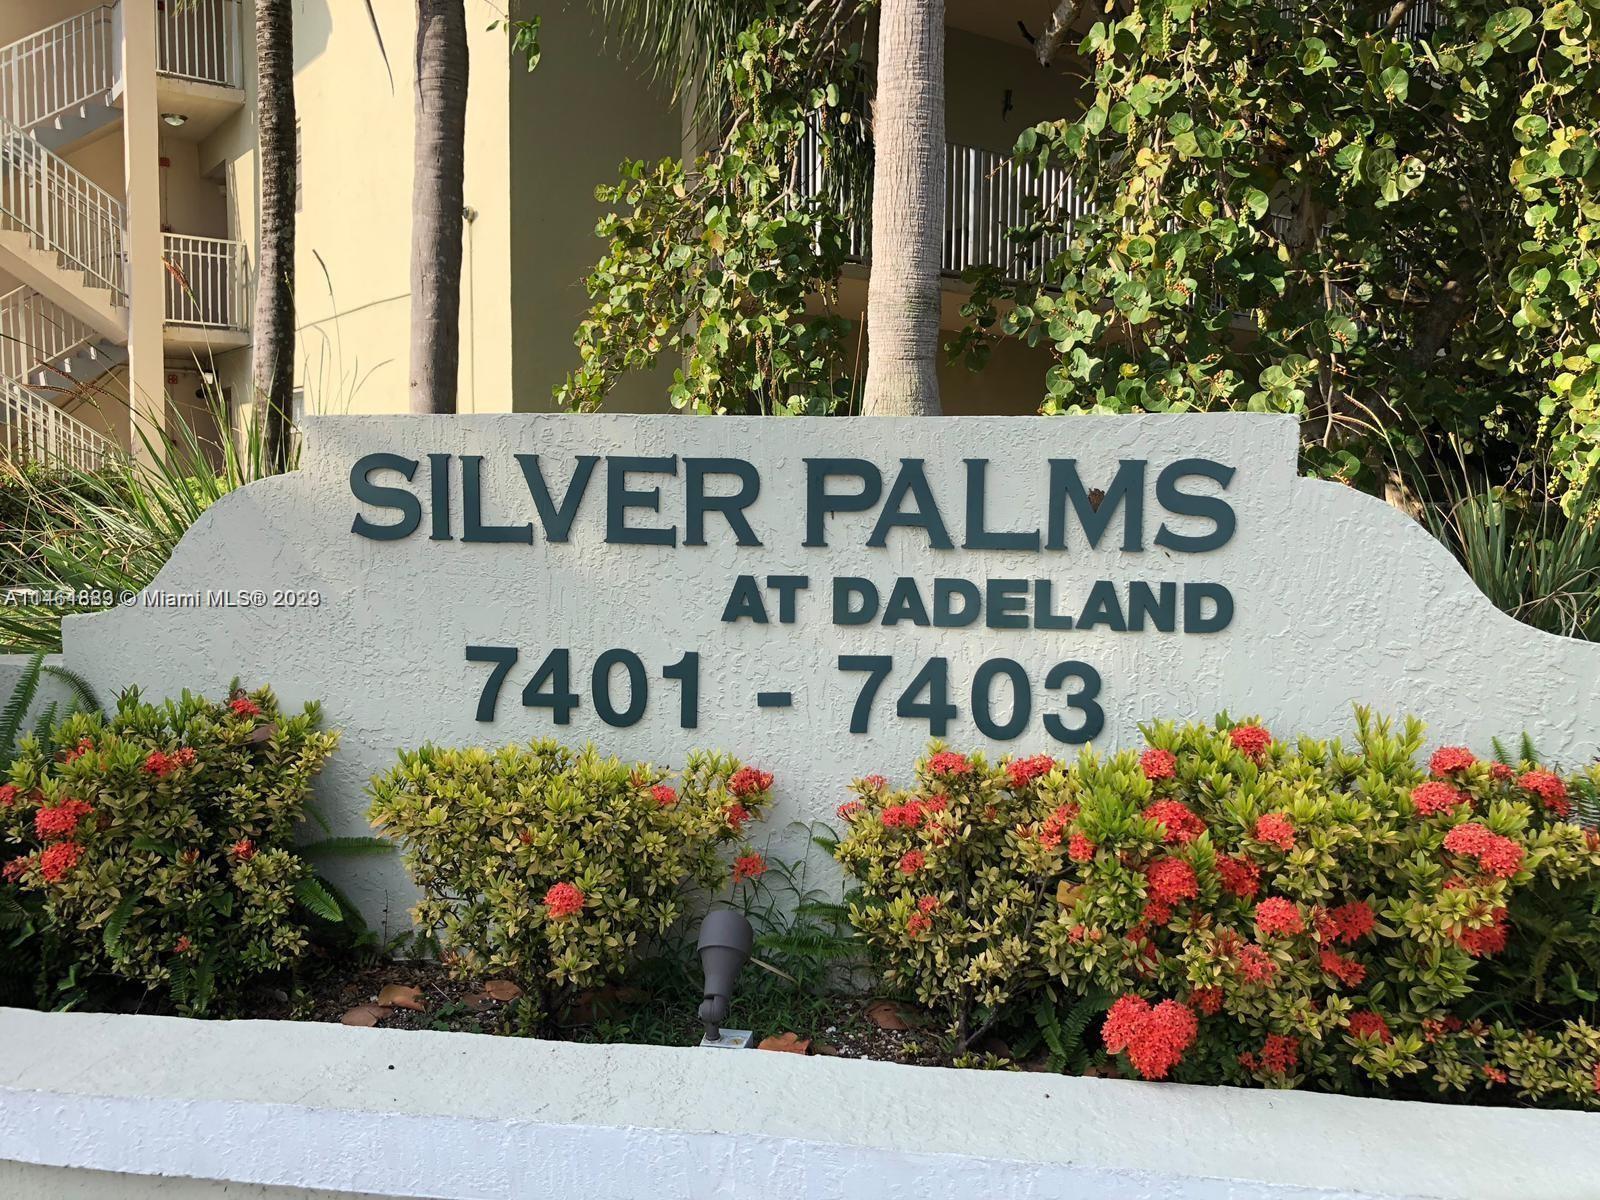 SILVER PALMS
AT DADELAND
© Miami MLS®
7401 - 7403